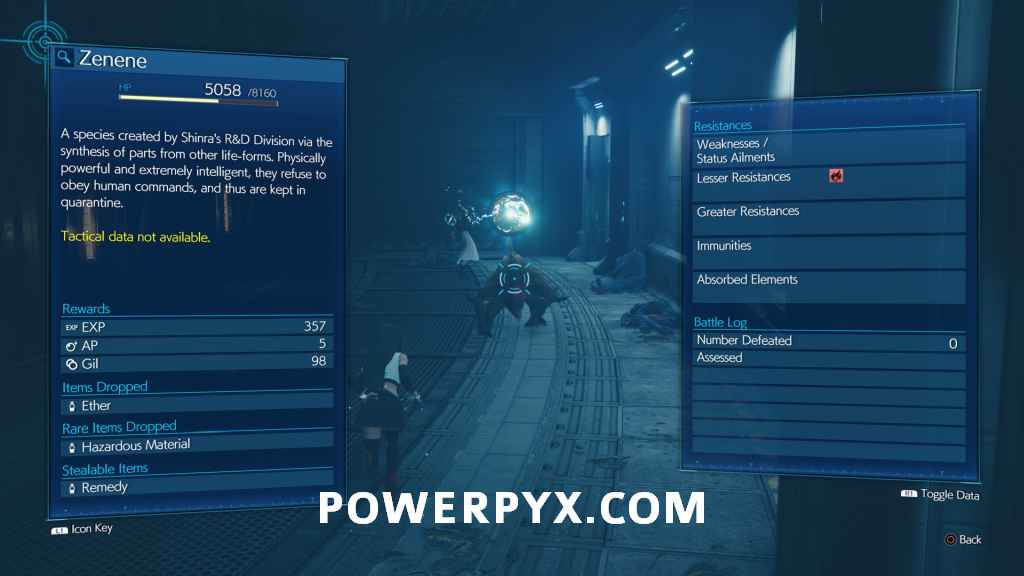 Zenene
HP 5058 /8160
A species created by Shinra's R&D Division via the
synthesis of parts from other life-forms. Physically
powerful and extremely intelligent, they refuse to
obey human commands, and thus are kept in
quarantine.
Tactical data not available.
Rewards
EXP EXP 357
AP 5
Gil 98
Items Dropped
Ether
Rare Items Dropped
Hazardous Material
Stealable Items
Remedy
L1 Icon Key
Resistances
Weaknesses /
Status Ailments
Lesser Resistances
Greater Resistances
Immunities
Absorbed Elements
Battle Log
Number Defeated 0
Assessed
Toggle Data
Back
POWERPYX.COM